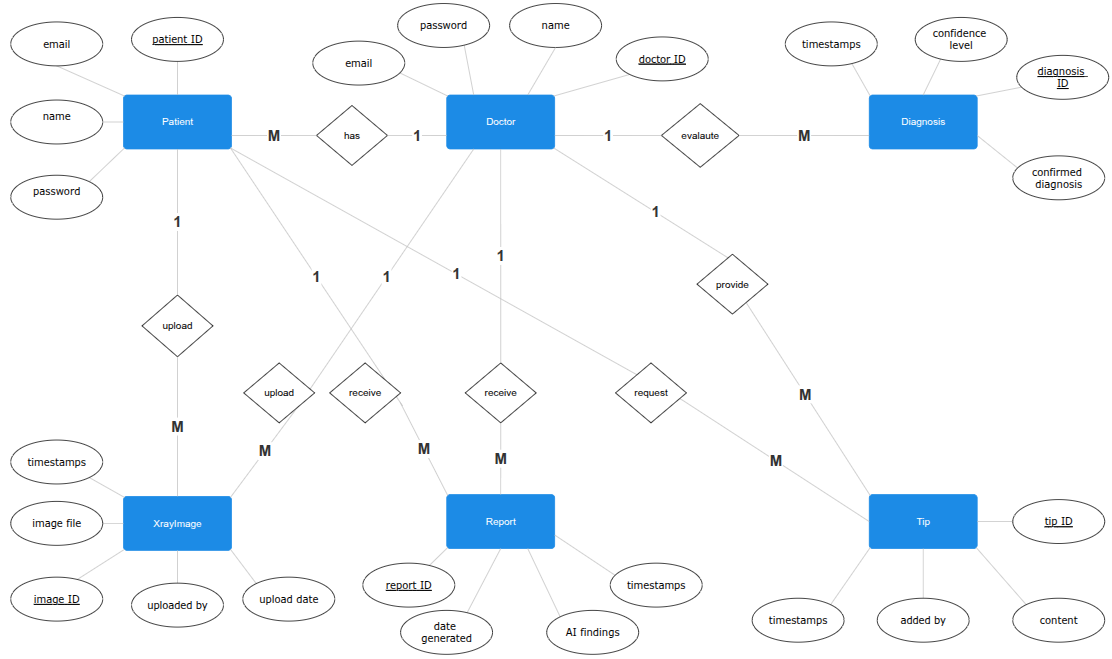 password
name
email
patient ID
timestamps
confidence
level
email
doctor ID
diagnosis
ID
name
Patient
Doctor
Diagnosis
M
has
1
1
evalaute
M
password
confirmed
diagnosis
1
1
1
1
1
1
provide
upload
upload
receive
receive
request
M
M
M
M
M
M
timestamps
image file
XrayImage
Report
Tip
tip ID
image ID
uploaded by
upload date
report ID
timestamps
date
generated
AI findings
timestamps
added by
content